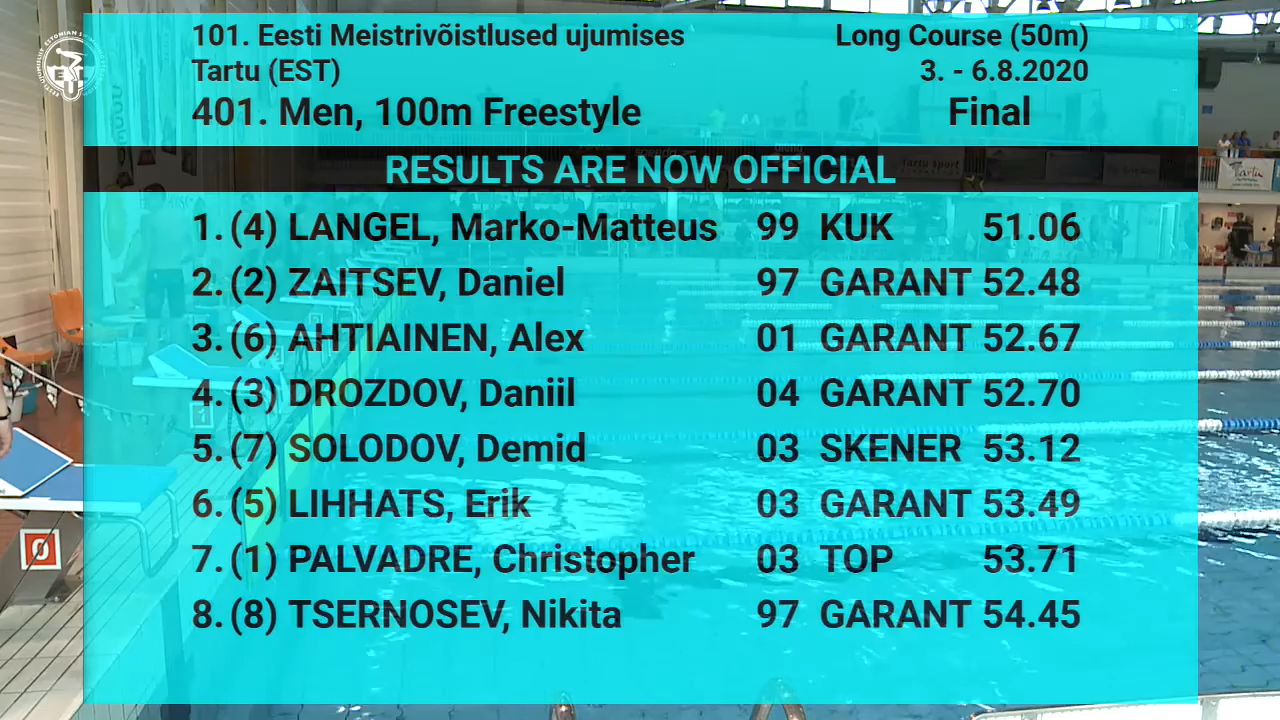 101. Eesti Meistrivõistlused ujumises Long Course (50m)
Tartu (EST) 3. - 6.8.2020
401. Men, 100m Freestyle Final
RESULTS ARE NOW OFFICIAL
1. (4) LANGEL, Marko-Matteus 99 KUK 51.06
2. (2) ZAITSEV, Daniel 97 GARANT 52.48
3. (6) AHTIAINEN, Alex 01 GARANT 52.67
4. (3) DROZDOV, Daniil 04 GARANT 52.70
5. (7) SOLODOV, Demid 03 SKENER 53.12
6. (5) LIHHATS, Erik 03 GARANT 53.49
7. (1) PALVADRE, Christopher 03 TOP 53.71
8. (8) TSERNOSEV, Nikita 97 GARANT 54.45
Tartu
1
0